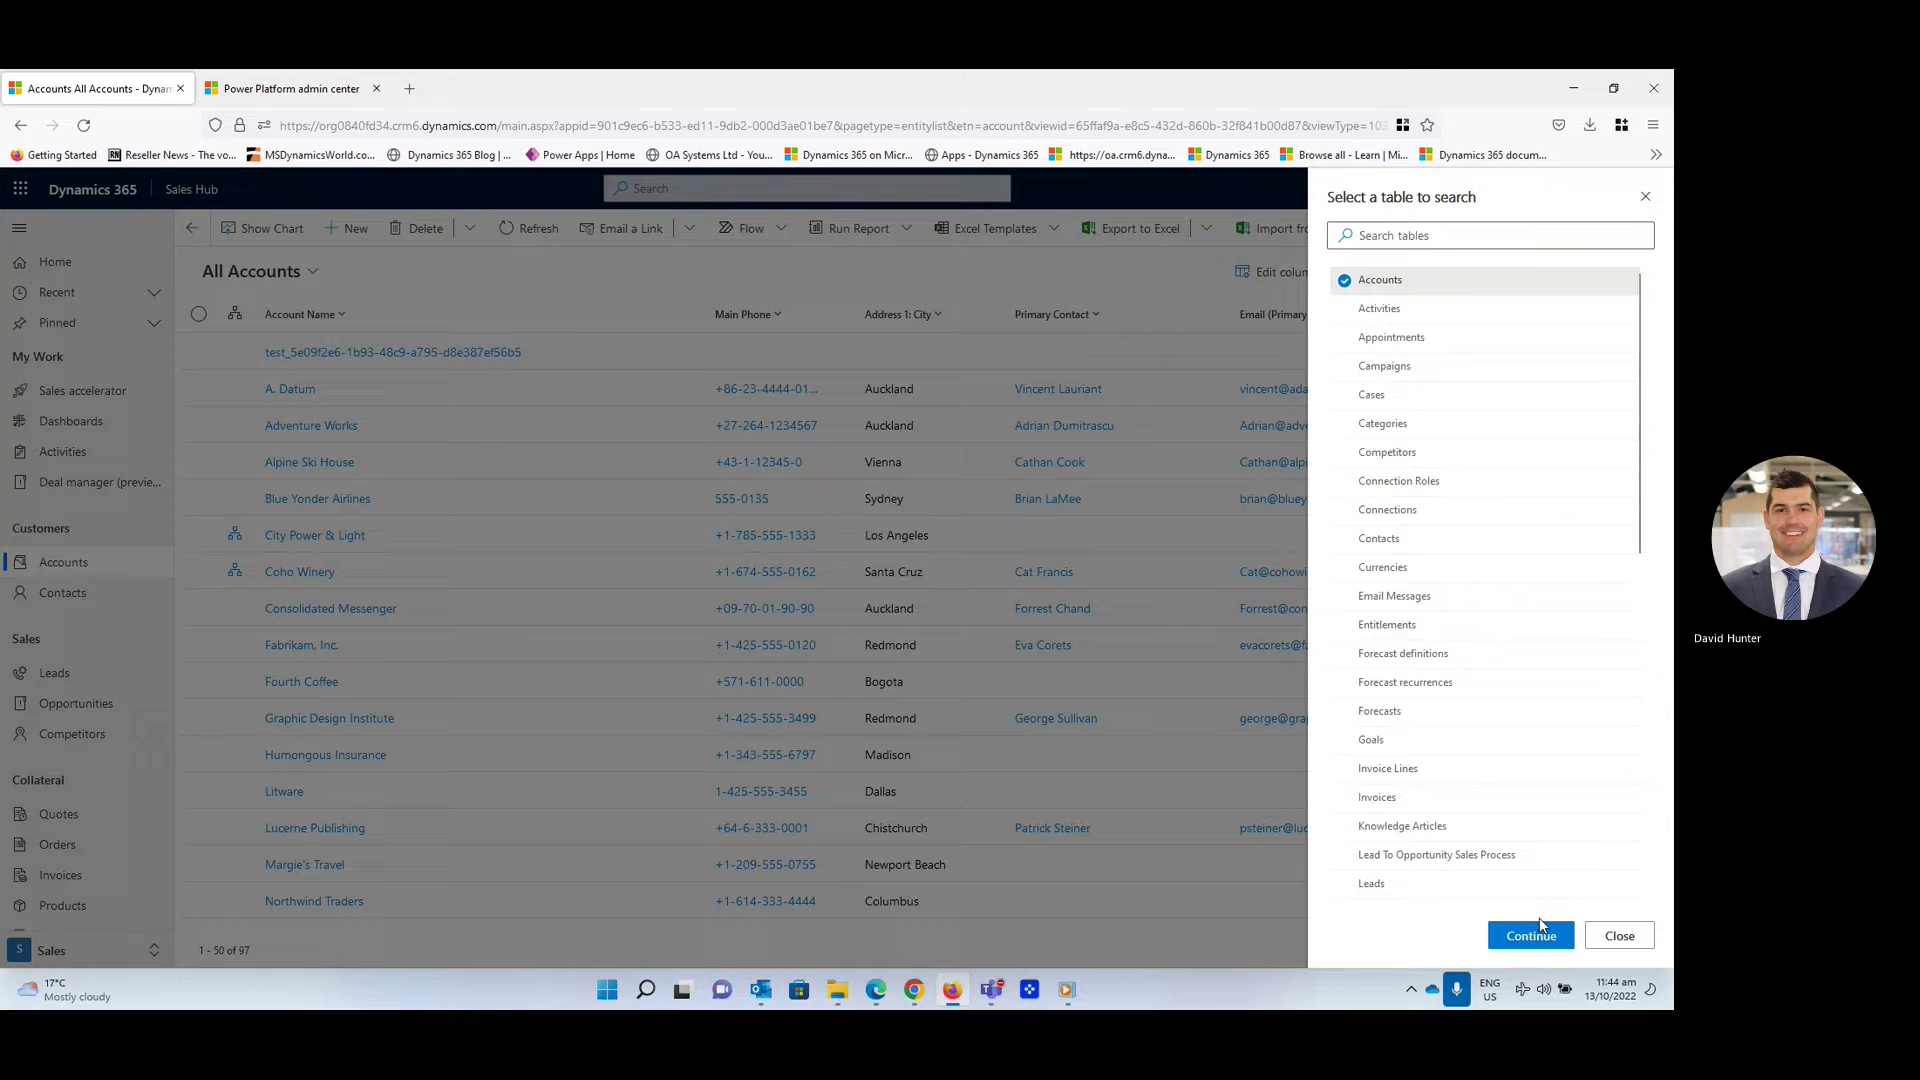 Accounts All Accounts - Dynan
Power Platform admin center
https://org0840fd34.crm6.dynamics.com/main.aspx?appid=901c9ec6-b533-ed11-9db2-000d3ae01be7&pagetype=entitylist&etn=account&viewid=65ffaf9a-e8c5-432d-860b-32f841b00d87&viewType=103
Getting Started
Reseller News - The vo...
MSDynamicsWorld.co...
Dynamics 365 Blog | ...
Power Apps | Home
OA Systems Ltd - You...
Dynamics 365 on Micr...
Apps - Dynamics 365
https://oa.crm6.dyna...
Dynamics 365
Browse all - Learn | Mi...
Dynamics 365 docum...
Dynamics 365
Sales Hub
Search
Show Chart
New
Delete
Refresh
Email a Link
Flow
Run Report
Excel Templates
Export to Excel
Import fr
Home
Recent
Pinned
My Work
Sales accelerator
Dashboards
Activities
Deal manager (previe...
Customers
Accounts
Contacts
Sales
Leads
Opportunities
Competitors
Collateral
Quotes
Orders
Invoices
Products
S Sales
All Accounts
Edit colum
Account Name Main Phone Address 1: City Primary Contact Email (Primary
test_5e09f2e6-1b93-48c9-a795-d8e387ef56b5
A. Datum +86-23-4444-01... Auckland Vincent Lauriant vincent@ada
Adventure Works +27-264-1234567 Auckland Adrian Dumitrascu Adrian@adve
Alpine Ski House +43-1-12345-0 Vienna Cathan Cook Cathan@alpi
Blue Yonder Airlines 555-0135 Sydney Brian LaMee brian@bluey
City Power & Light +1-785-555-1333 Los Angeles
Coho Winery +1-674-555-0162 Santa Cruz Cat Francis Cat@cohowi
Consolidated Messenger +09-70-01-90-90 Auckland Forrest Chand Forrest@con
Fabrikam, Inc. +1-425-555-0120 Redmond Eva Corets evacorets@fa
Fourth Coffee +571-611-0000 Bogota
Graphic Design Institute +1-425-555-3499 Redmond George Sullivan george@grap
Humongous Insurance +1-343-555-6797 Madison
Litware 1-425-555-3455 Dallas
Lucerne Publishing +64-6-333-0001 Chistchurch Patrick Steiner psteiner@luc
Margie's Travel +1-209-555-0755 Newport Beach
Northwind Traders +1-614-333-4444 Columbus
1 - 50 of 97
Select a table to search
Search tables
Accounts
Activities
Appointments
Campaigns
Cases
Categories
Competitors
Connection Roles
Connections
Contacts
Currencies
Email Messages
Entitlements
Forecast definitions
Forecast recurrences
Forecasts
Goals
Invoice Lines
Invoices
Knowledge Articles
Lead To Opportunity Sales Process
Leads
Continue
Close
David Hunter
17°C
Mostly cloudy
ENG
US
11:44 am
13/10/2022